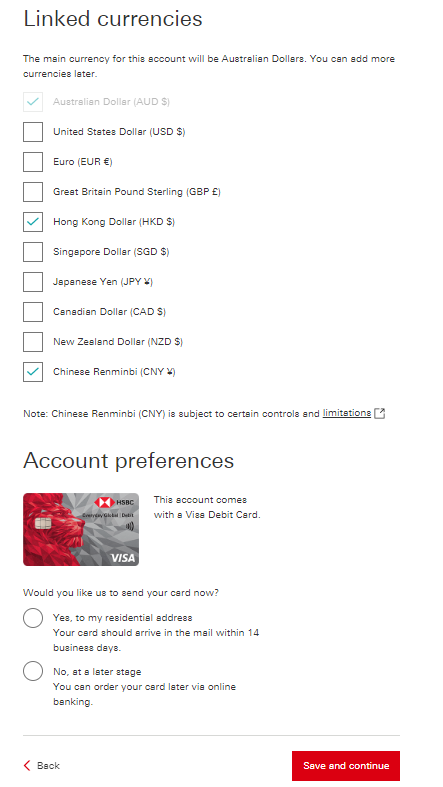 Linked currencies
The main currency for this account will be Australian Dollars. You can add more
currencies later.
Australian Dollar (AUD $)
United States Dollar (USD $)
Euro (EUR €)
Great Britain Pound Sterling (GBP £)
Hong Kong Dollar (HKD $)
Singapore Dollar (SGD $)
Japanese Yen (JPY ¥)
Canadian Dollar (CAD $)
New Zealand Dollar (NZD $)
Chinese Renminbi (CNY ¥)
Note: Chinese Renminbi (CNY) is subject to certain controls and limitations
Account preferences
HSBC
Everyday Global | Debit
VISA
This account comes
with a Visa Debit Card.
Would you like us to send your card now?
Yes, to my residential address
Your card should arrive in the mail within 14
business days.
No, at a later stage
You can order your card later via online
banking.
Back
Save and continue